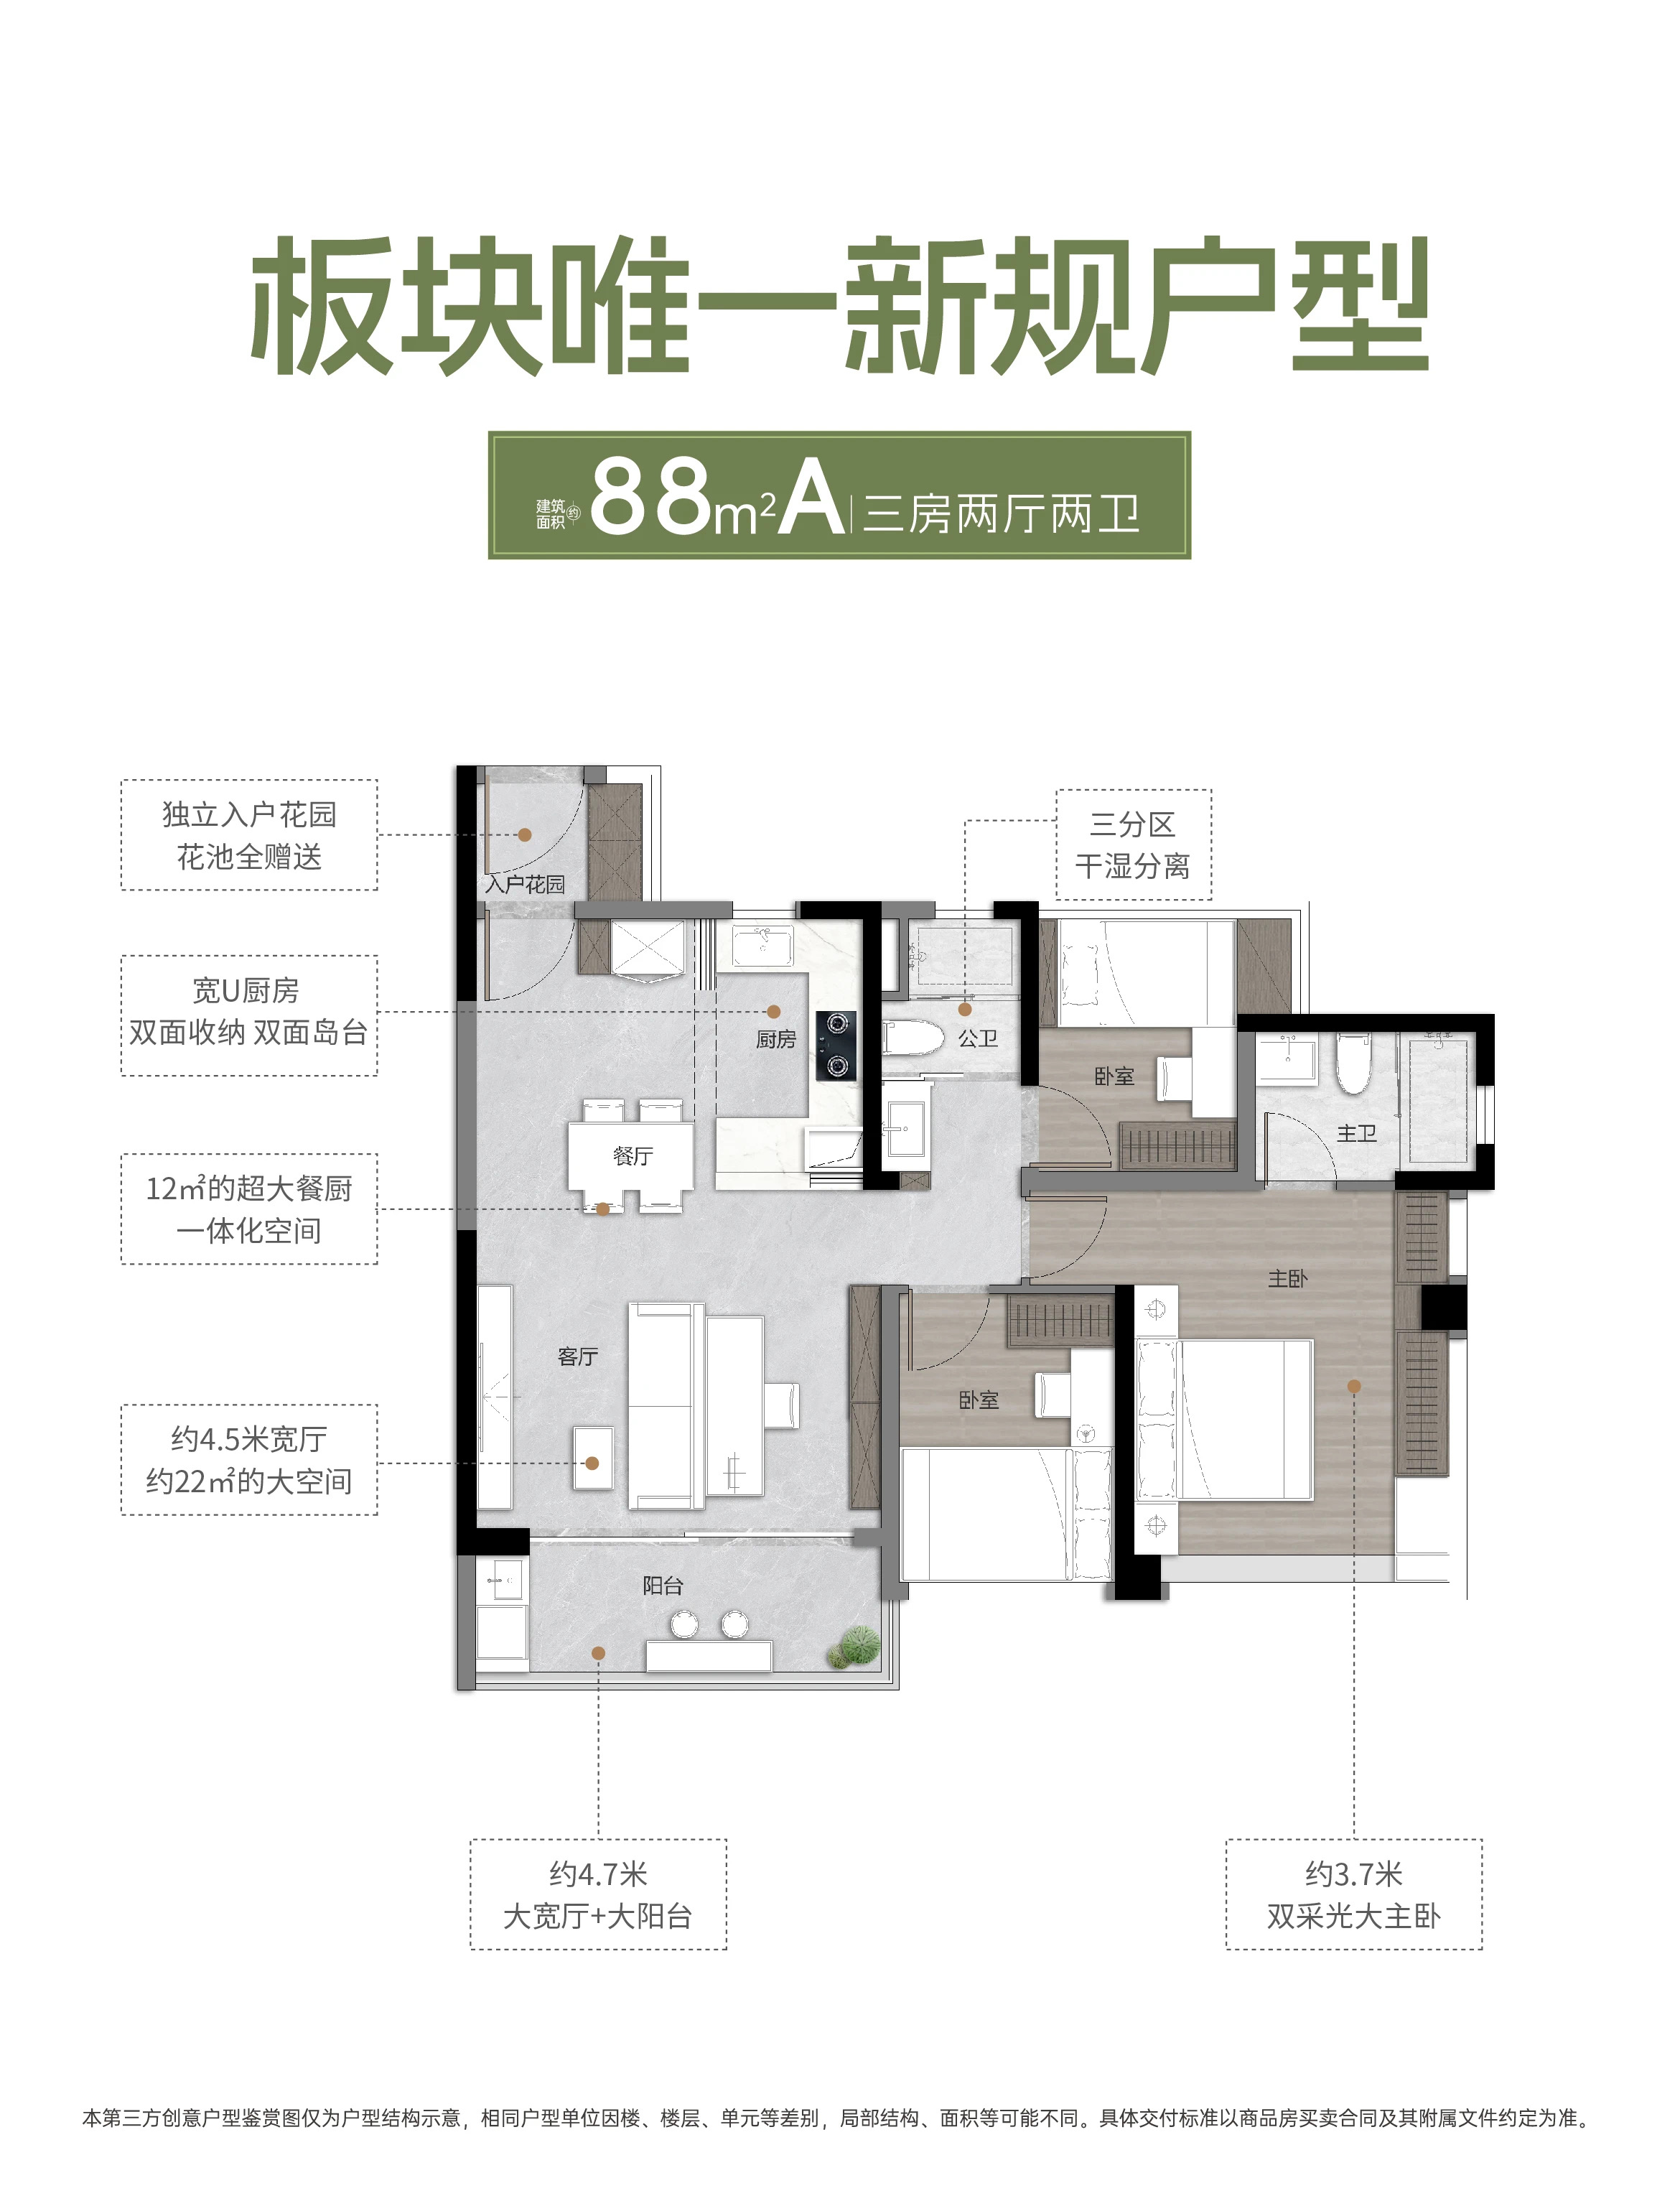 板块唯一新规户型
建筑面积约88m²A|三房两厅两卫
独立入户花园
花池全赠送
三分区
干湿分离
入户花园
宽U厨房
双面收纳 双面岛台
厨房
公卫
卧室
主卫
12㎡的超大餐厨
一体化空间
餐厅
主卧
客厅
卧室
约4.5米宽厅
约22㎡的大空间
阳台
约4.7米
大宽厅+大阳台
约3.7米
双采光大主卧
本第三方创意户型鉴赏图仅为户型结构示意，相同户型单位因楼、楼层、单元等差别，局部结构、面积等可能不同。具体交付标准以商品房买卖合同及其附属文件约定为准。